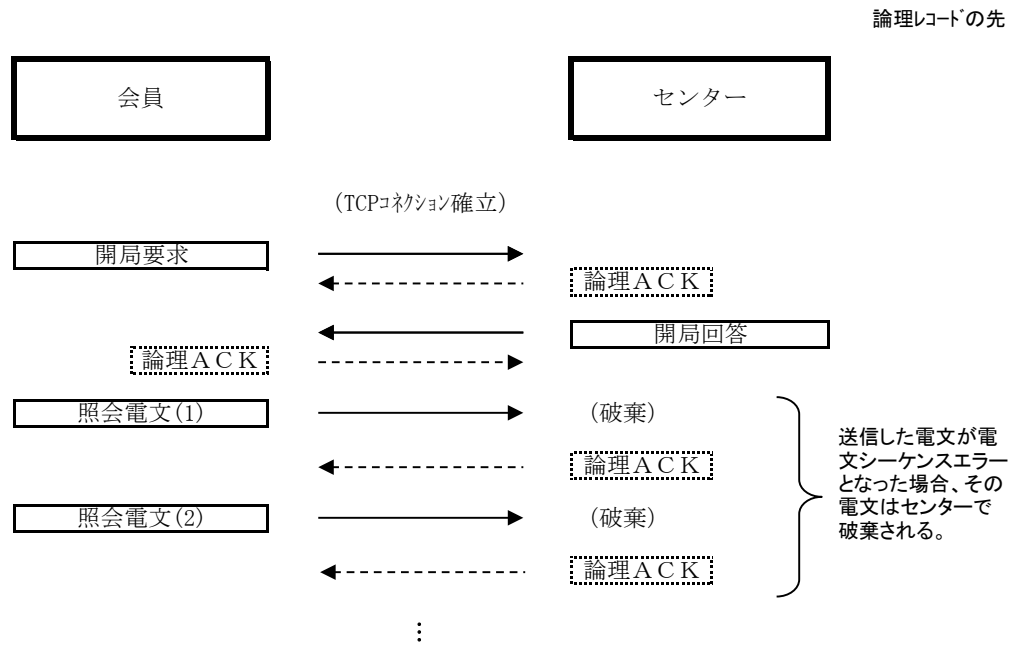 論理ﾚｺｰﾄﾞの先
会員
センター
(TCPｺﾈｸｼｮﾝ確立)
開局要求
論理ＡＣＫ
開局回答
論理ＡＣＫ
照会電文(1)
(破棄)
論理ＡＣＫ
照会電文(2)
(破棄)
論理ＡＣＫ
送信した電文が電
文シーケンスエラー
となった場合、その
電文はセンターで
破棄される。
⋮